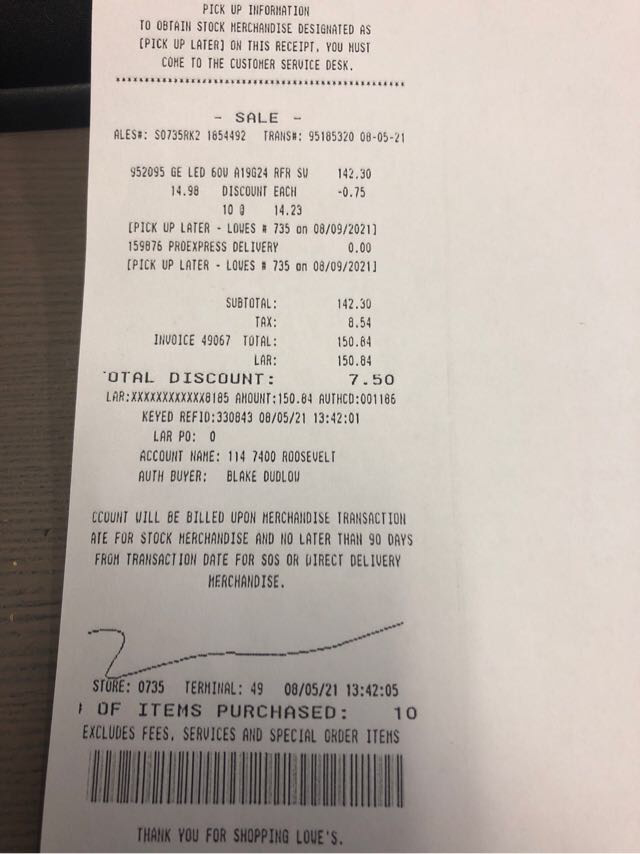 PICK UP INFORMATION
TO OBTAIN STOCK MERCHANDISE DESIGNATED AS
[PICK UP LATER] ON THIS RECEIPT, YOU MUST
COME TO THE CUSTOMER SERVICE DESK.
- SALE -
ALES#: S0735RK2 1854492 TRANS#: 95185320 08-05-21
952095 GE LED 60W A19G24 RFR SW 142.30
14.98 DISCOUNT EACH -0.75
10 @ 14.23
[PICK UP LATER - LOWES # 735 on 08/09/2021]
159876 PROEXPRESS DELIVERY 0.00
[PICK UP LATER - LOWES # 735 on 08/09/2021]
SUBTOTAL: 142.30
TAX: 8.54
INVOICE 49067 TOTAL: 150.84
LAR: 150.84
OTAL DISCOUNT: 7.50
LAR:XXXXXXXXXXXX8185 AMOUNT:150.84 AUTHCD:001186
KEYED REFID:330843 08/05/21 13:42:01
LAR PO: 0
ACCOUNT NAME: 114 7400 ROOSEVELT
AUTH BUYER: BLAKE DUDLOW
CCOUNT WILL BE BILLED UPON MERCHANDISE TRANSACTION
ATE FOR STOCK MERCHANDISE AND NO LATER THAN 90 DAYS
FROM TRANSACTION DATE FOR SOS OR DIRECT DELIVERY
MERCHANDISE.
STORE: 0735 TERMINAL: 49 08/05/21 13:42:05
OF ITEMS PURCHASED: 10
EXCLUDES FEES, SERVICES AND SPECIAL ORDER ITEMS
THANK YOU FOR SHOPPING LOWE'S.